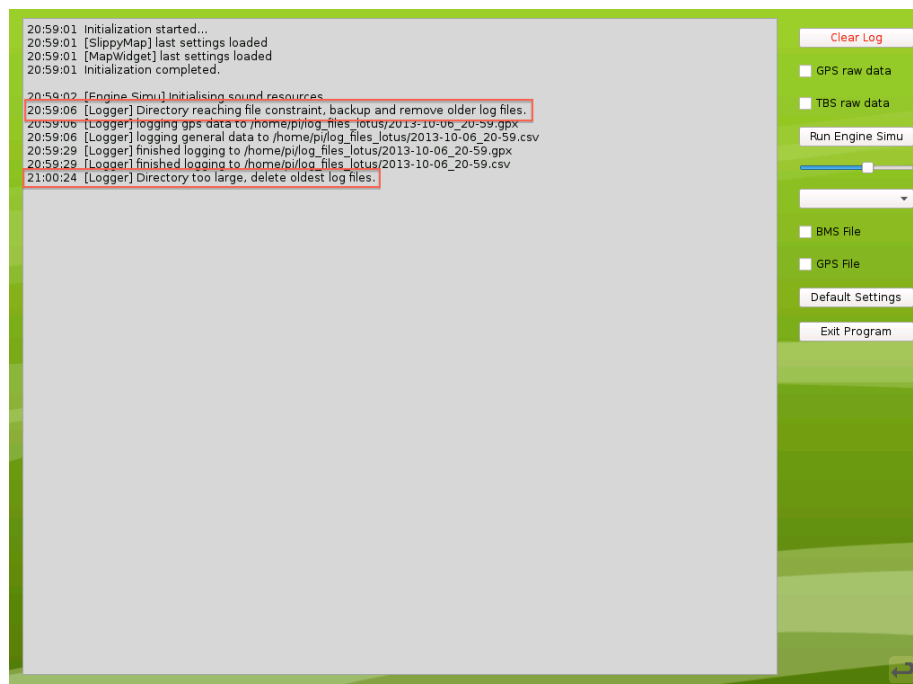 20:59:01 Initialization started...
20:59:01 [SlippyMap] last settings loaded
20:59:01 [MapWidget] last settings loaded
20:59:01 Initialization completed.
20:59:02 [Engine Simu] Initialising sound resources
20:59:06 [Logger] Directory reaching file constraint, backup and remove older log files.
20:59:06 [Logger] logging gps data to /home/pi/log_files_lotus/2013-10-06_20-59.gpx
20:59:06 [Logger] logging general data to /home/pi/log_files_lotus/2013-10-06_20-59.csv
20:59:29 [Logger] finished logging to /home/pi/log_files_lotus/2013-10-06_20-59.gpx
20:59:29 [Logger] finished logging to /home/pi/log_files_lotus/2013-10-06_20-59.csv
21:00:24 [Logger] Directory too large, delete oldest log files.
Clear Log
GPS raw data
TBS raw data
Run Engine Simu
BMS File
GPS File
Default Settings
Exit Program